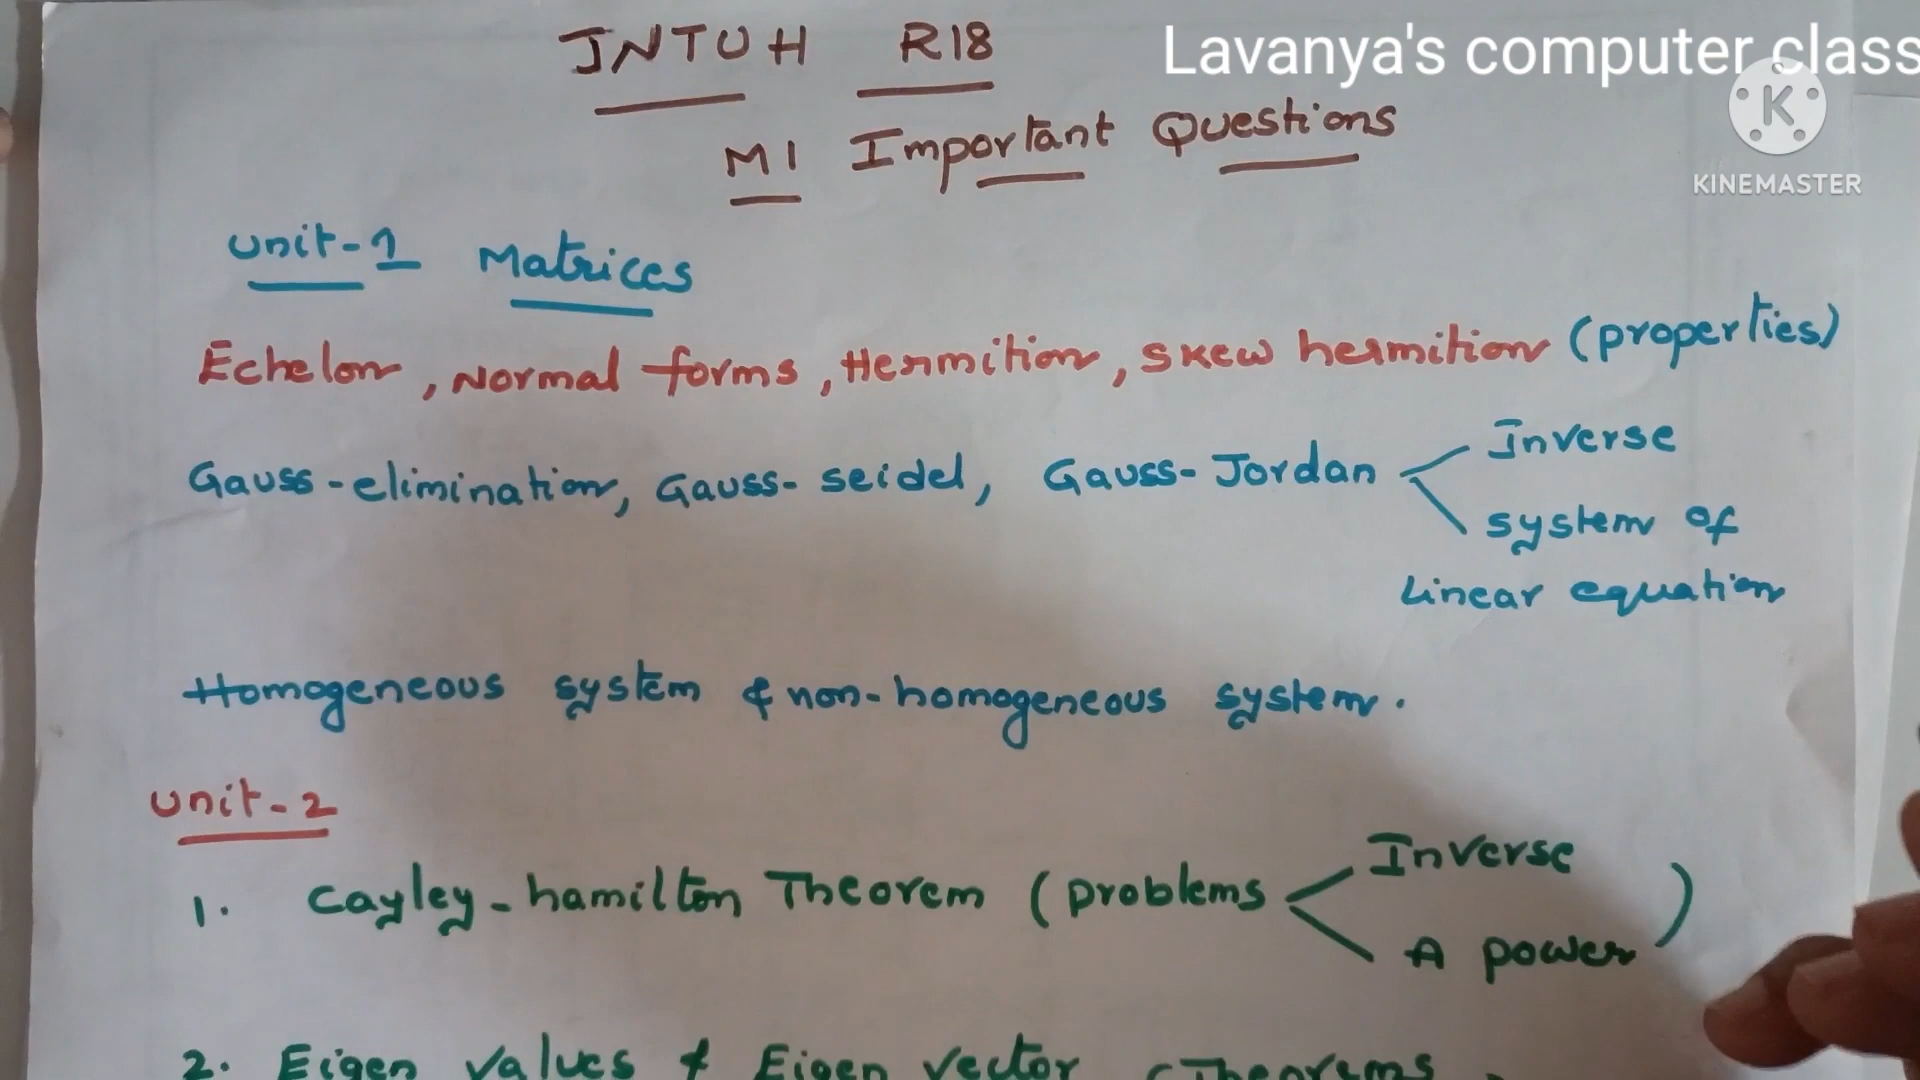 JNTUH R18
Lavanya's computer class
KINEMASTER
M1 Important Questions
Unit-1 Matrices
Echelon, Normal forms, Hermition, Skew hermition (properties)
Gauss-elimination, Gauss-seidel, Gauss-Jordan Inverse
system of
Linear equation
Homogeneous system & non-homogeneous system.
Unit-2
1. Cayley-hamilton Theorem (problems Inverse
A power)
2. Eigen values & Eigen vector (Theorems